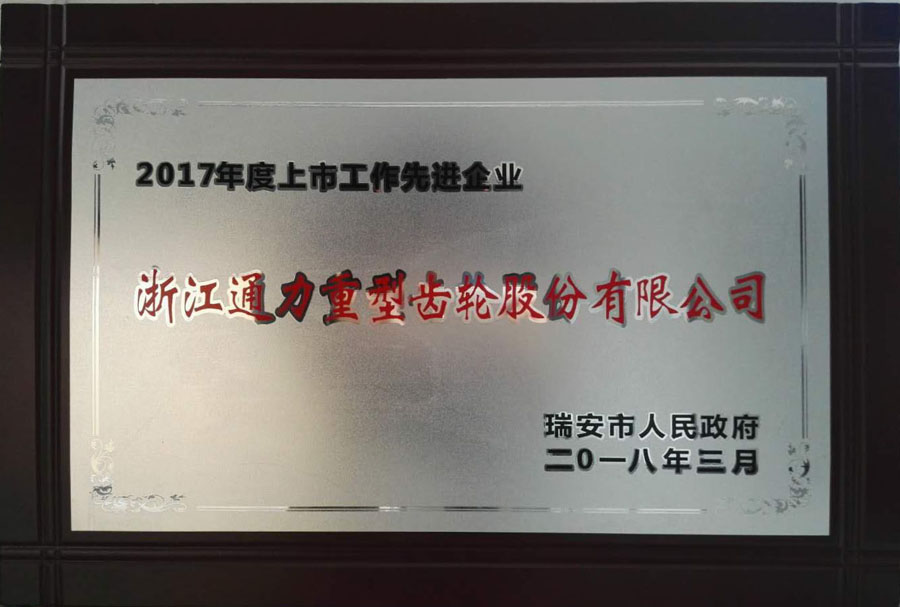 2017年度上市工作先进企业
浙江通力重型齿轮股份有限公司
瑞安市人民政府
二0一八年三月